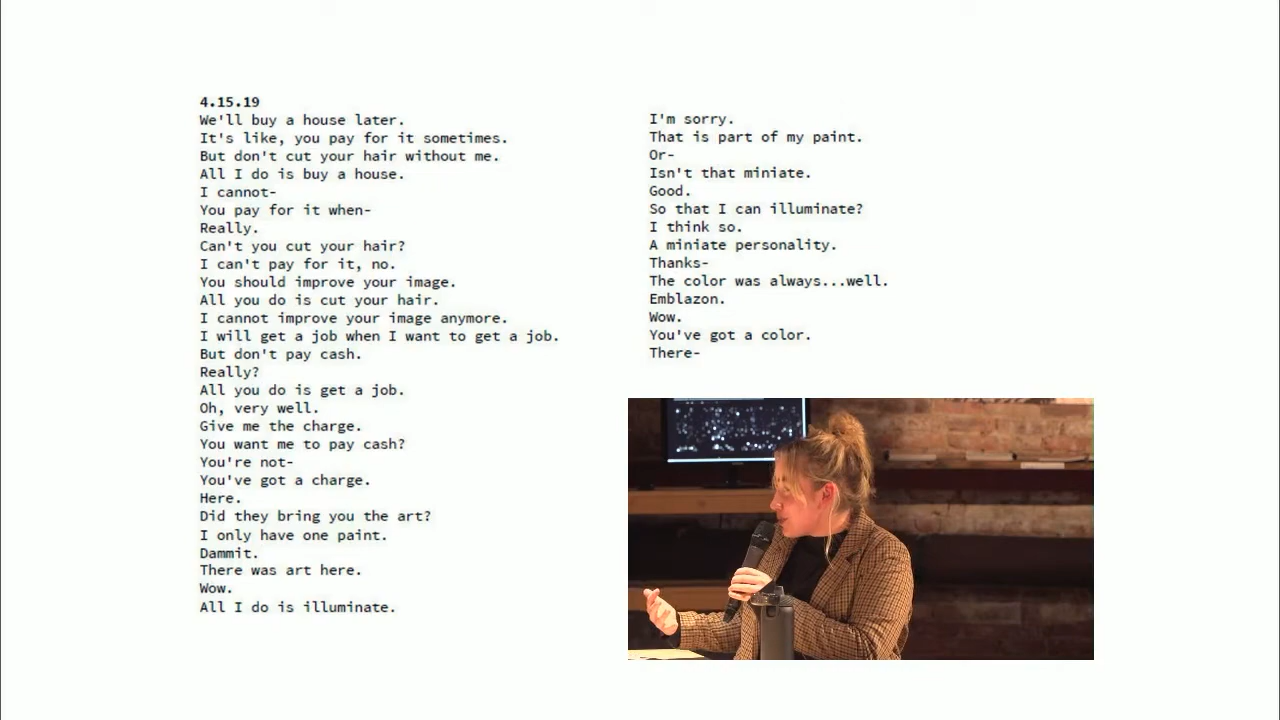 4.15.19
We'll buy a house later.
It's like, you pay for it sometimes.
But don't cut your hair without me.
All I do is buy a house.
I cannot-
You pay for it when-
Really.
Can't you cut your hair?
I can't pay for it, no.
You should improve your image.
All you do is cut your hair.
I cannot improve your image anymore.
I will get a job when I want to get a job.
But don't pay cash.
Really?
All you do is get a job.
Oh, very well.
Give me the charge.
You want me to pay cash?
You're not-
You've got a charge.
Here.
Did they bring you the art?
I only have one paint.
Dammit.
There was art here.
Wow.
All I do is illuminate.
I'm sorry.
That is part of my paint.
Or-
Isn't that miniate.
Good.
So that I can illuminate?
I think so.
A miniate personality.
Thanks-
The color was always...well.
Emblazon.
Wow.
You've got a color.
There-